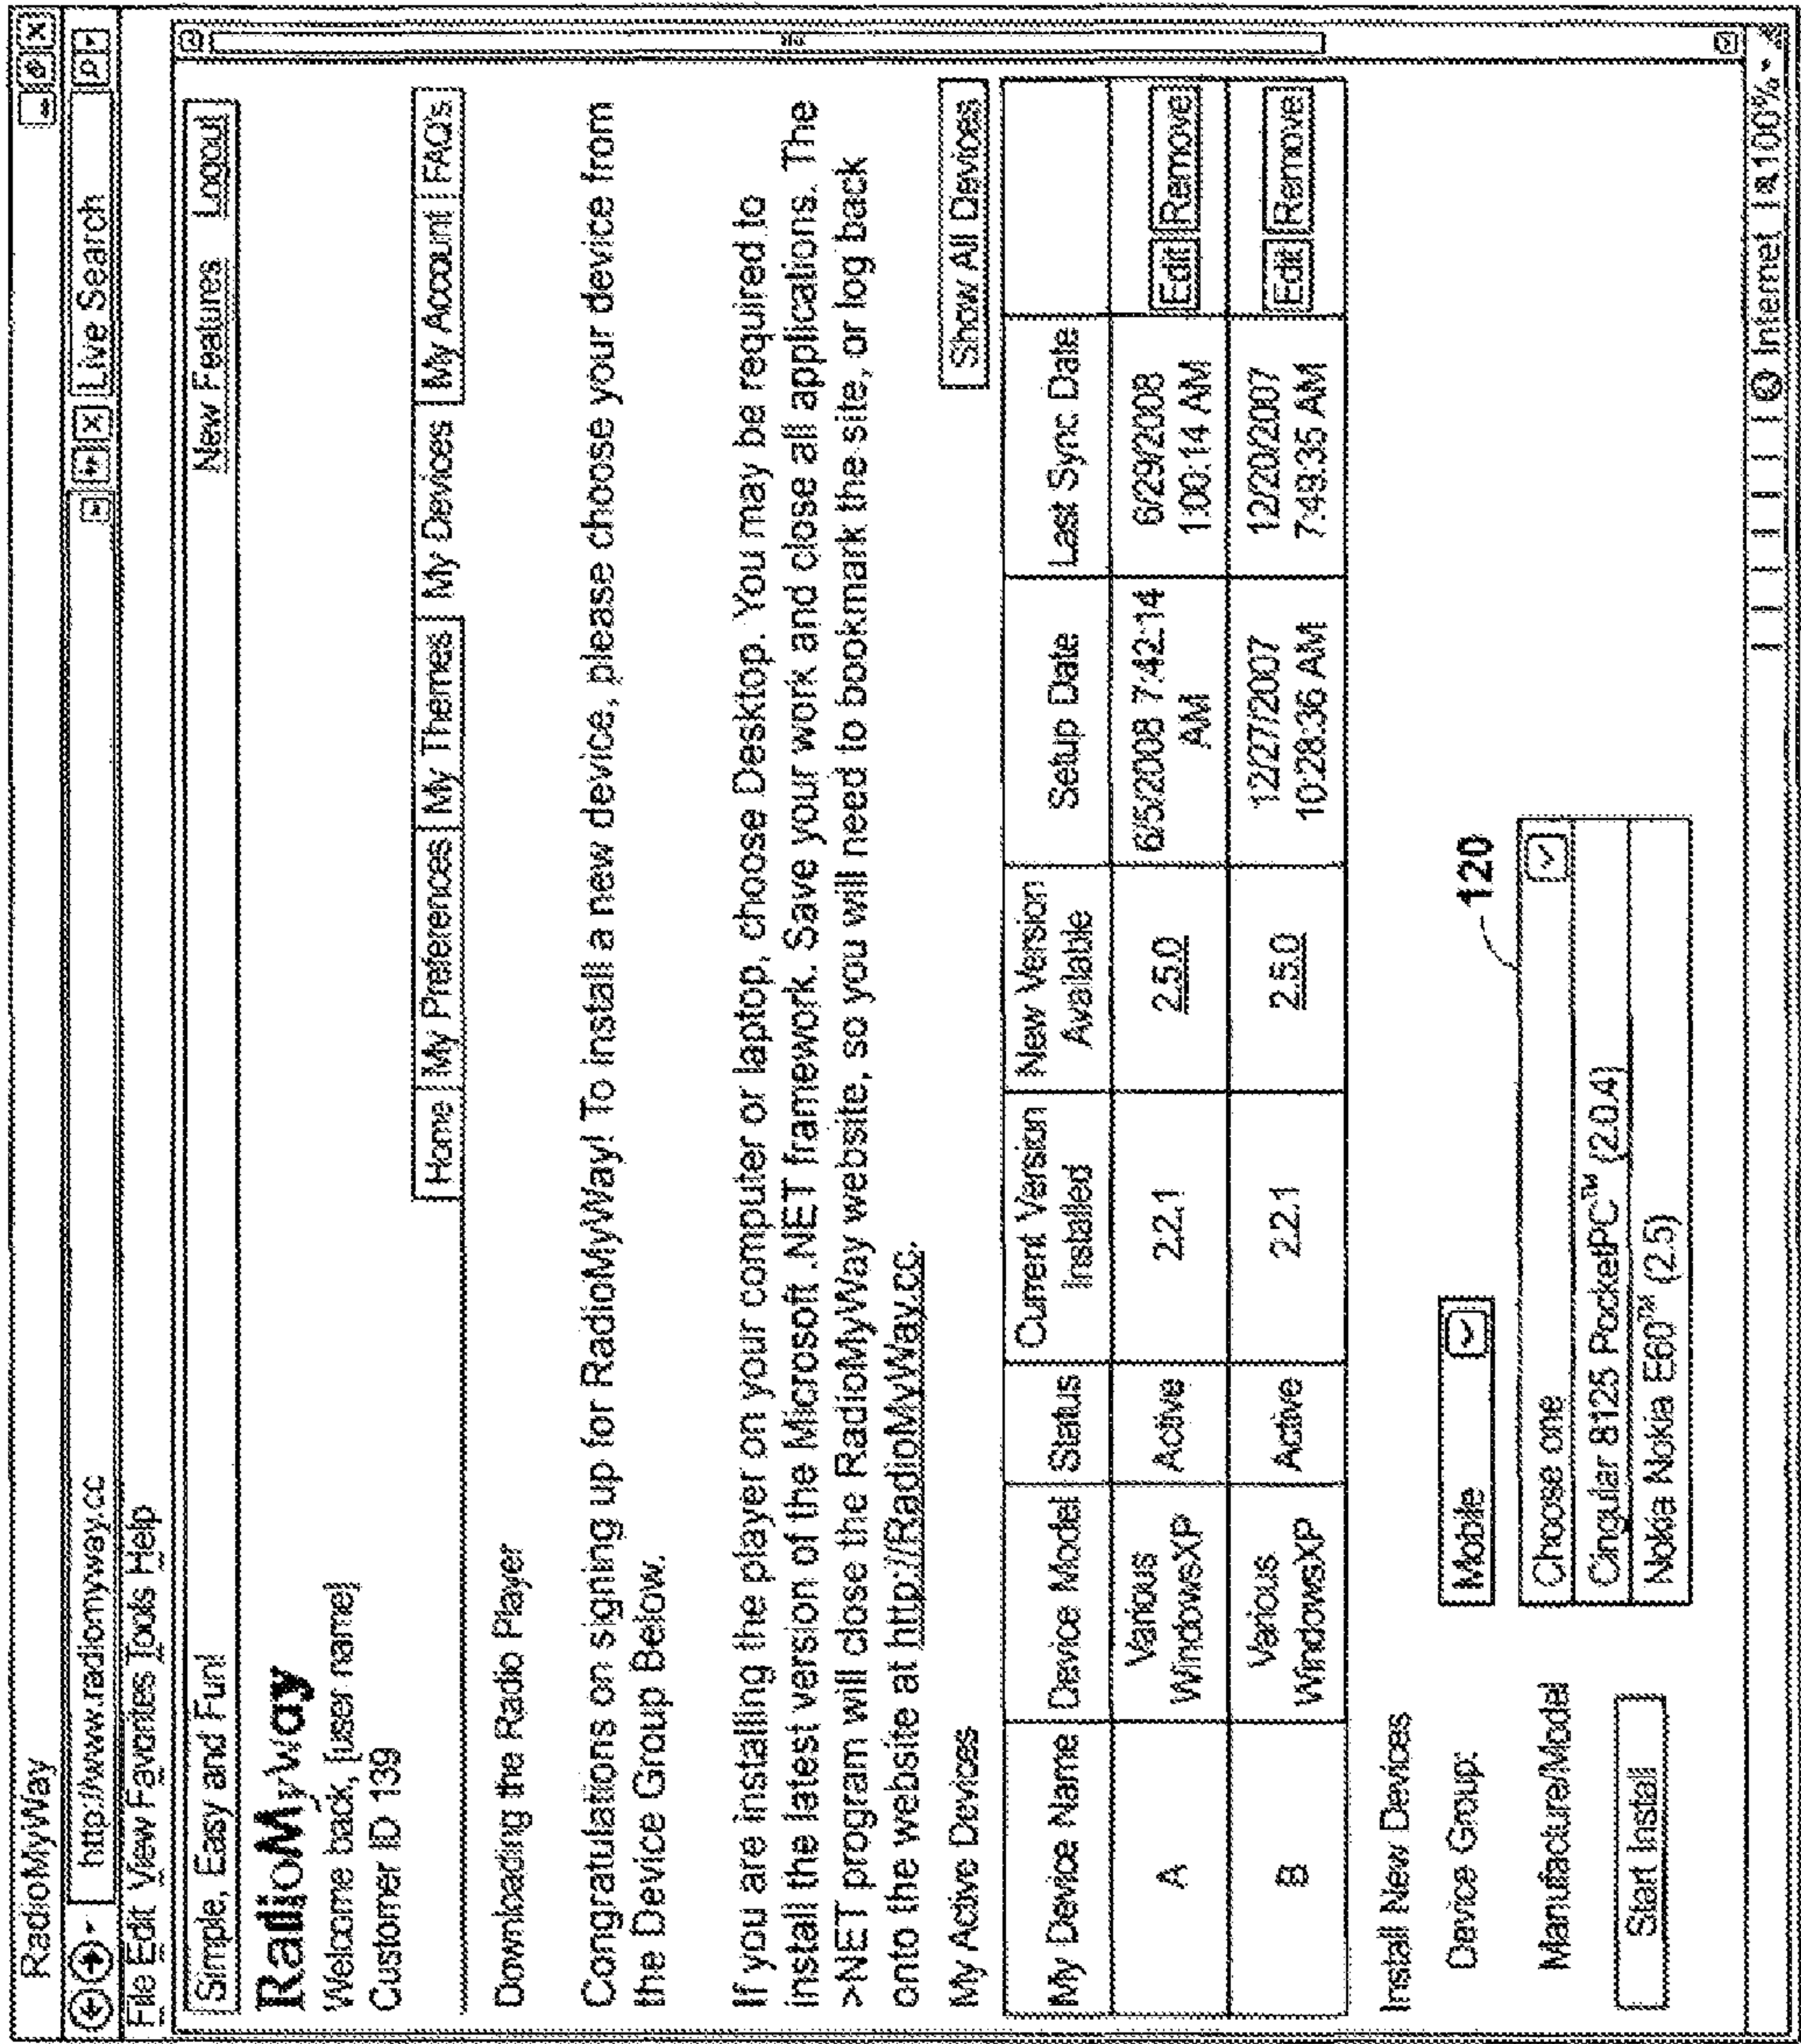 RadioMyWay
http://www.radiomyway.cc
Live Search
File Edit View Favorites Tools Help
Simple, Easy and Fun!
New Features Logout
RadioMyWay
Welcome back, [user name]
Customer ID 139
Home My Preferences My Themes My Devices My Account FAQ's
Downloading the Radio Player
Congratulations on signing up for RadioMyWay! To install a new device, please choose your device from
the Device Group Below.
If you are installing the player on your computer or laptop, choose Desktop. You may be required to
install the latest version of the Microsoft .NET framework. Save your work and close all applications. The
>NET program will close the RadioMyWay website, so you will need to bookmark the site, or log back
onto the website at http://RadioMyWay.cc.
My Active Devices
Show All Devices
My Device Name Device Model Status Current Version Installed New Version Available Setup Date Last Sync Date
A Various WindowsXP Active 2.2.1 2.5.0 6/5/2008 7:42:14 AM 6/29/2008 1:00:14 AM Edit Remove
B Various WindowsXP Active 2.2.1 2.5.0 12/27/2007 10:28:36 AM 12/20/2007 7:49:35 AM Edit Remove
Install New Devices
Device Group: Mobile
120
Manufacture/Model Choose one
Cingular 8125 PocketPC™ (2.0.4)
Nokia Nokia E60™ (2.5)
Start Install
Internet 100%